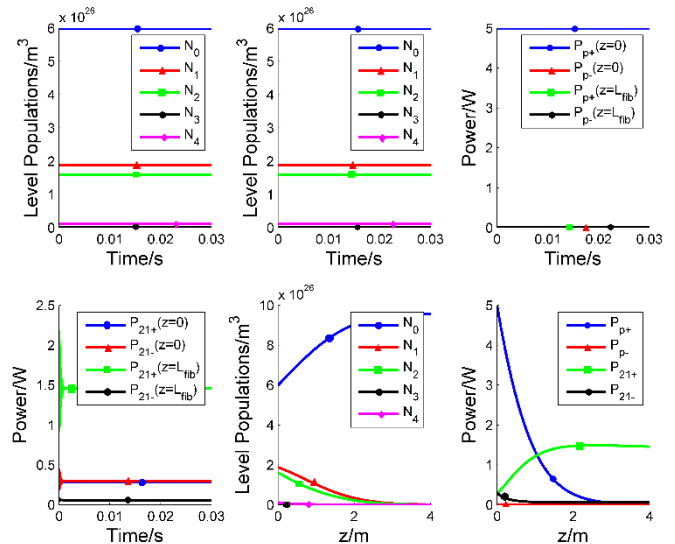 x 10^26
Level Populations/m^3
6
5
4
3
2
1
0
N_0
N_1
N_2
N_3
N_4
0 0.01 0.02 0.03
Time/s
x 10^26
Level Populations/m^3
6
5
4
3
2
1
0
N_0
N_1
N_2
N_3
N_4
0 0.01 0.02 0.03
Time/s
Power/W
5
4
3
2
1
0
P_p+(z=0)
P_p-(z=0)
P_p+(z=L_fib)
P_p-(z=L_fib)
0 0.01 0.02 0.03
Time/s
Power/W
2.5
2
1.5
1
0.5
0
P_21+(z=0)
P_21-(z=0)
P_21+(z=L_fib)
P_21-(z=L_fib)
0 0.01 0.02 0.03
Time/s
x 10^26
Level Populations/m^3
10
8
6
4
2
0
N_0
N_1
N_2
N_3
N_4
0 2 4
z/m
Power/W
5
4
3
2
1
0
P_p+
P_p-
P_21+
P_21-
0 2 4
z/m